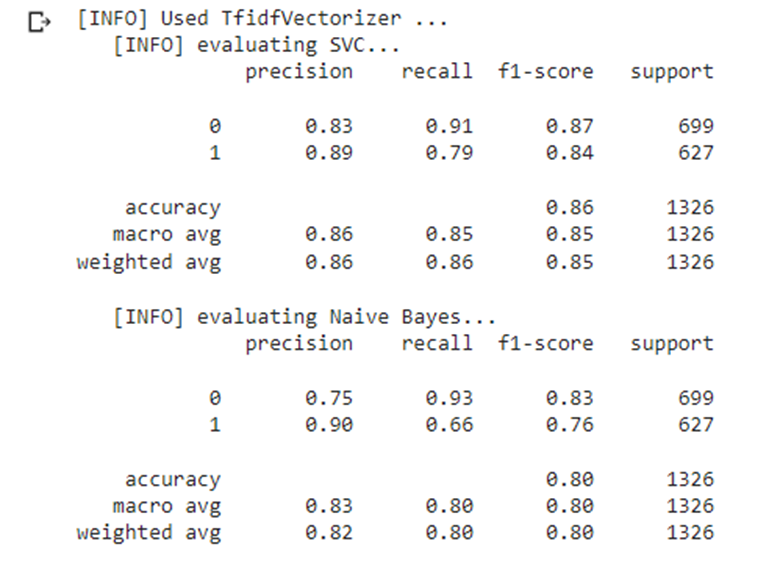 [INFO] Used TfidfVectorizer ...
[INFO] evaluating SVC...
precision recall f1-score support
0 0.83 0.91 0.87 699
1 0.89 0.79 0.84 627
accuracy 0.86 1326
macro avg 0.86 0.85 0.85 1326
weighted avg 0.86 0.86 0.85 1326
[INFO] evaluating Naive Bayes...
precision recall f1-score support
0 0.75 0.93 0.83 699
1 0.90 0.66 0.76 627
accuracy 0.80 1326
macro avg 0.83 0.80 0.80 1326
weighted avg 0.82 0.80 0.80 1326